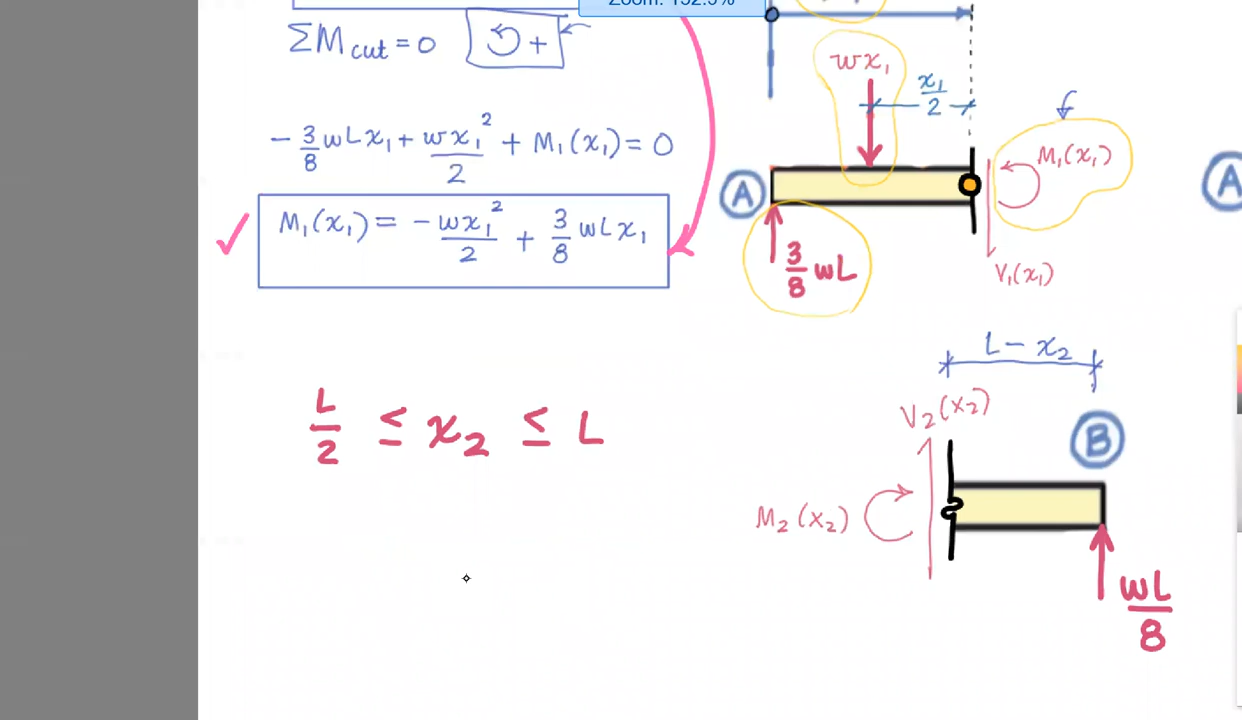 Zoom: 132.3%
ΣM cut = 0 ↺ +
- 3/8 wLx₁ + wx₁²/2 + M₁(x₁) = 0
M₁(x₁) = - wx₁²/2 + 3/8 wLx₁
wx₁
x₁/2
M₁(x₁)
A
A
3/8 wL
V₁(x₁)
L/2 ≤ x₂ ≤ L
L - x₂
V₂(x₂)
B
M₂(x₂)
wL/8